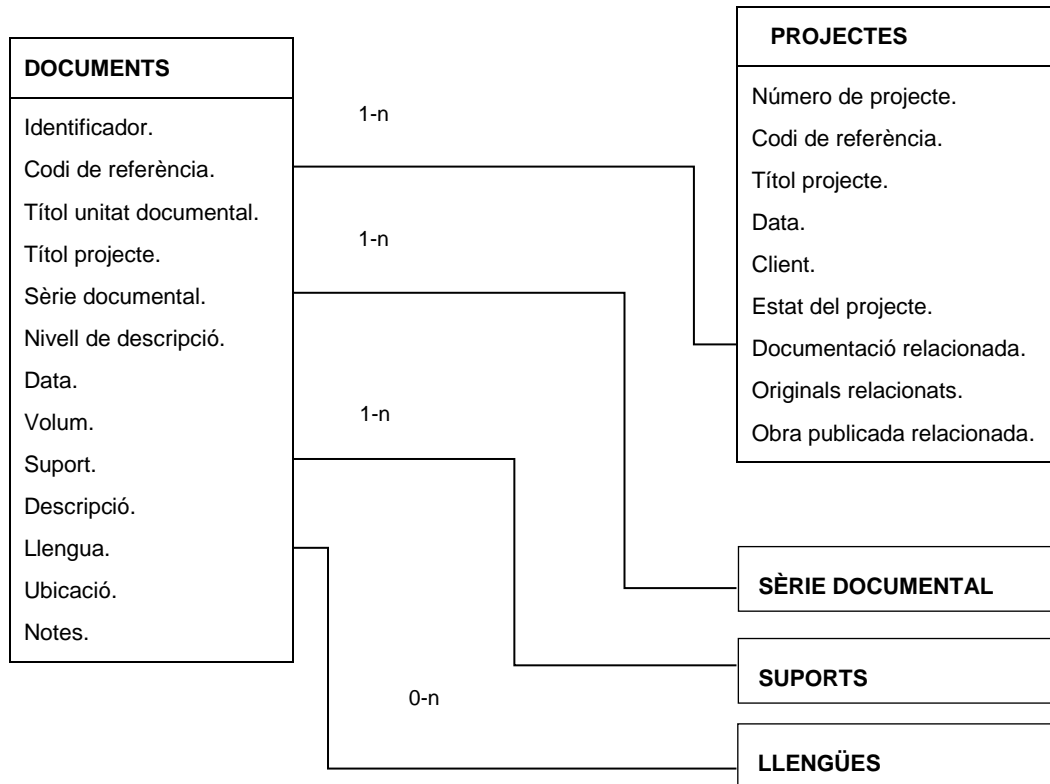 DOCUMENTS
Identificador.
Codi de referència.
Títol unitat documental.
Títol projecte.
Sèrie documental.
Nivell de descripció.
Data.
Volum.
Suport.
Descripció.
Llengua.
Ubicació.
Notes.
1-n
1-n
1-n
0-n
PROJECTES
Número de projecte.
Codi de referència.
Títol projecte.
Data.
Client.
Estat del projecte.
Documentació relacionada.
Originals relacionats.
Obra publicada relacionada.
SÈRIE DOCUMENTAL
SUPORTS
LLENGÜES